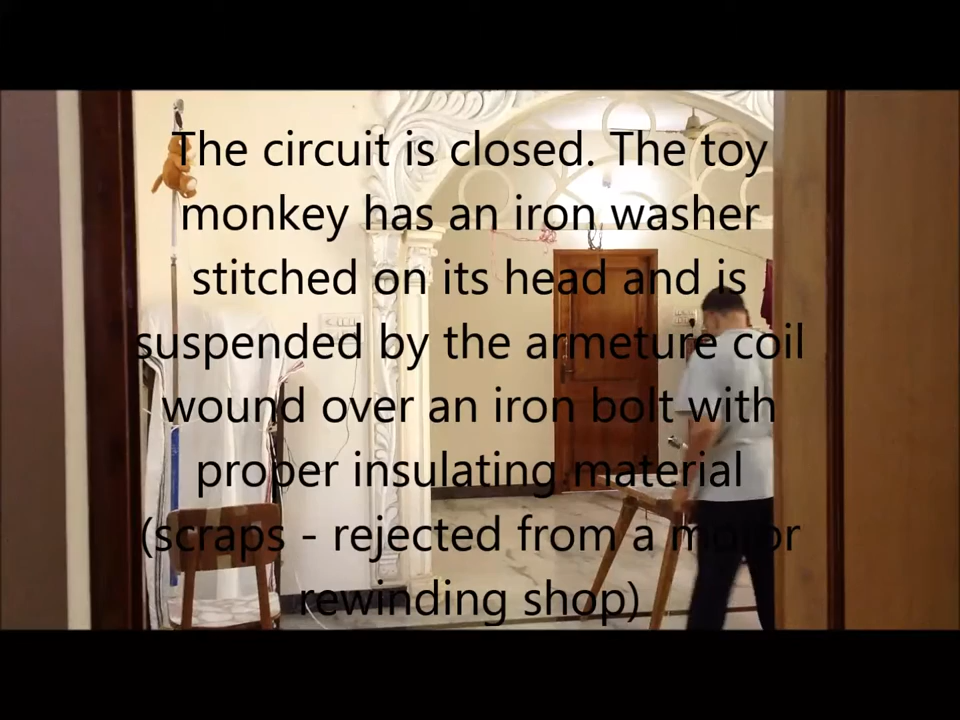 The circuit is closed. The toy
monkey has an iron washer
stitched on its head and is
suspended by the armeture coil
wound over an iron bolt with
proper insulating material
(scraps - rejected from a motor
rewinding shop)